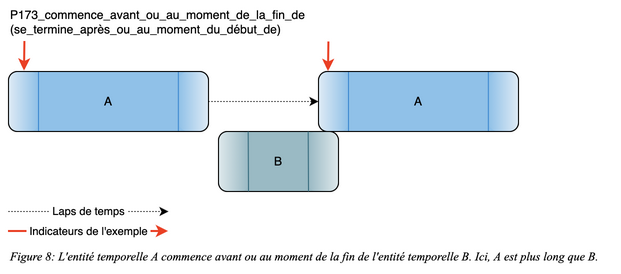 P173_commence_avant_ou_au_moment_de_la_fin_de
(se_termine_après_ou_au_moment_du_début_de)
A
A
B
Laps de temps
Indicateurs de l'exemple
Figure 8: L'entité temporelle A commence avant ou au moment de la fin de l'entité temporelle B. Ici, A est plus long que B.